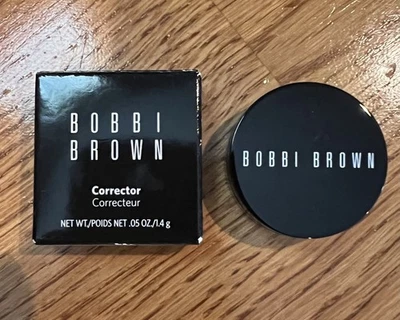 BOBBI
BROWN
Corrector
Correcteur
NET WT./POIDS NET .05 OZ./1.4 g
BOBBI BROWN